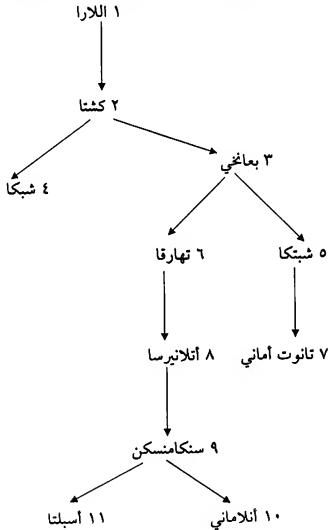 ١ اللارا
٢ كشتا
٣ بعانخي
٤ شبكا
٥ شبتكا
٦ تهارقا
٧ تانوت أماني
٨ أتلانيرسا
٩ سنكامنسكن
١٠ أنلاماني
١١ أسبلتا